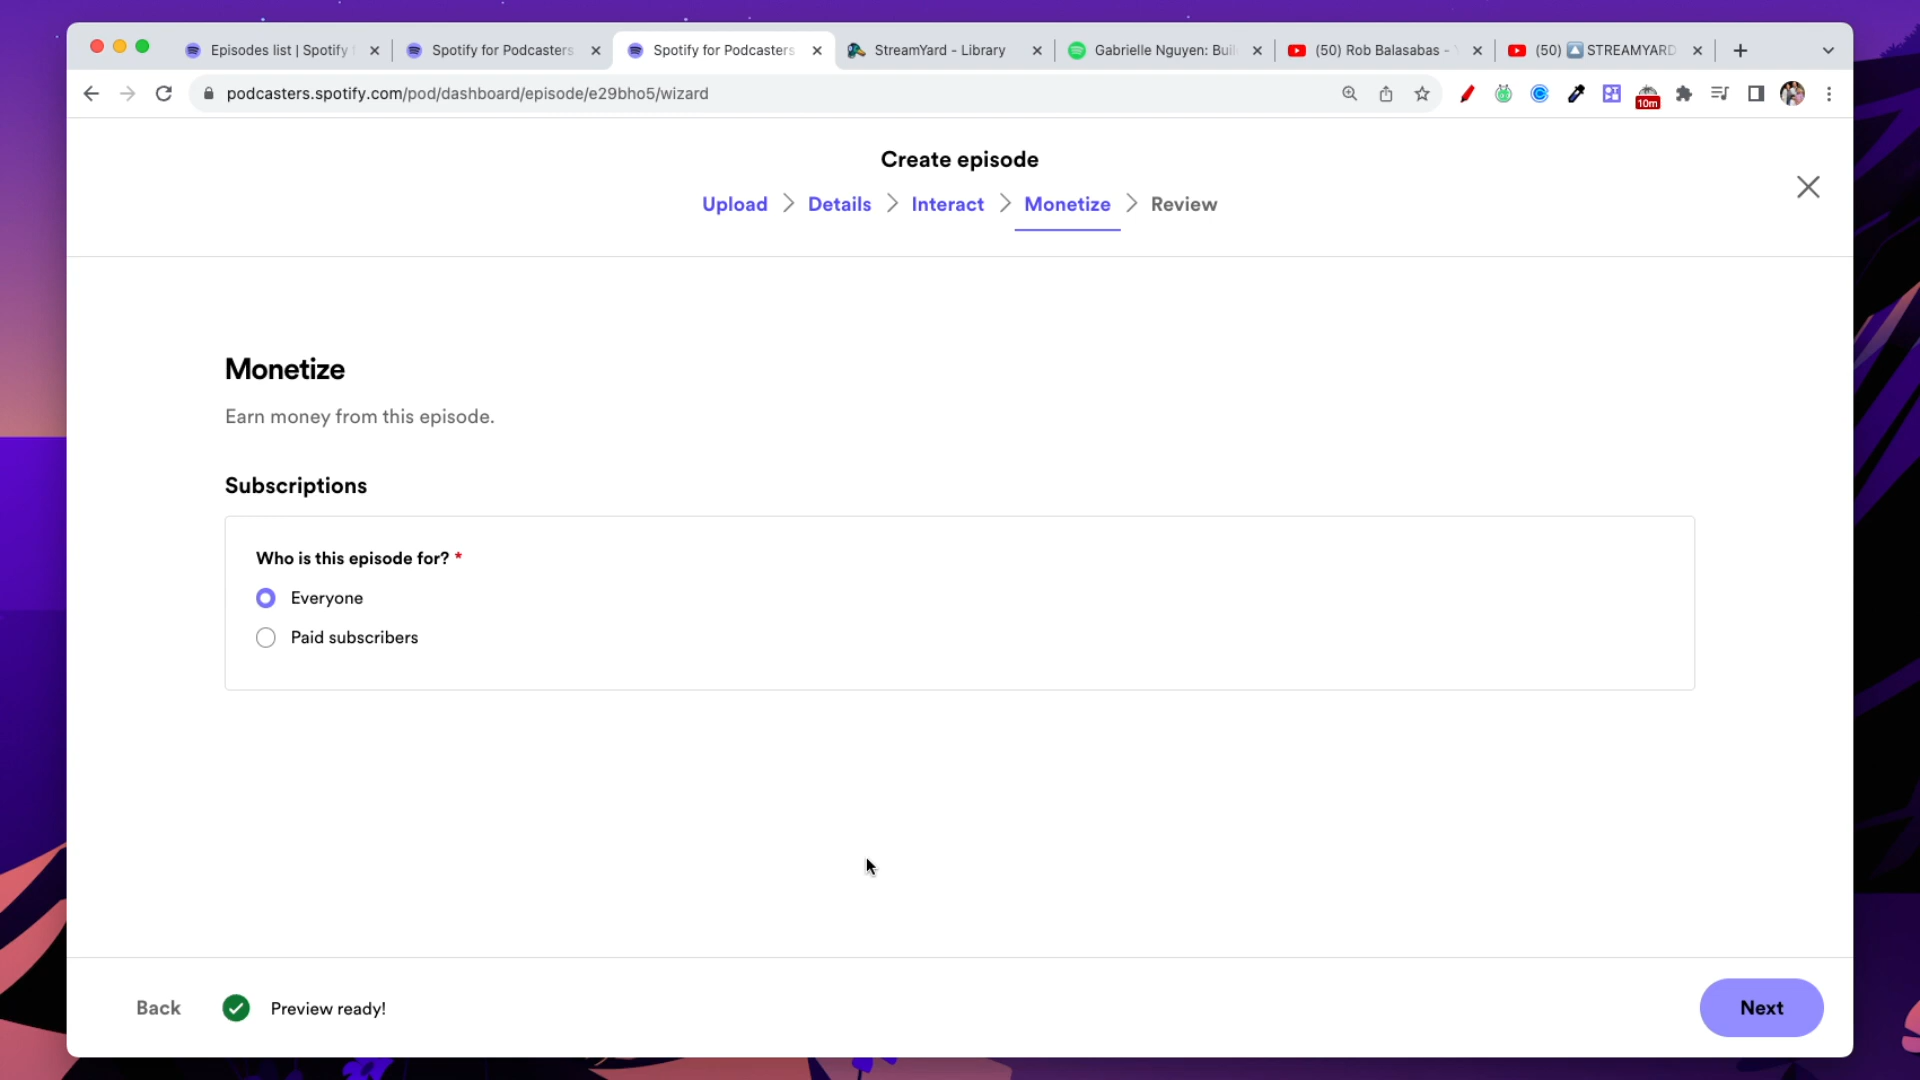 Episodes list | Spotify
Spotify for Podcasters
Spotify for Podcasters
StreamYard - Library
Gabrielle Nguyen: Buil
(50) Rob Balasabas -
(50) STREAMYARD
podcasters.spotify.com/pod/dashboard/episode/e29bho5/wizard
10m
Create episode
Upload > Details > Interact > Monetize > Review
Monetize
Earn money from this episode.
Subscriptions
Who is this episode for? *
Everyone
Paid subscribers
Back
Preview ready!
Next